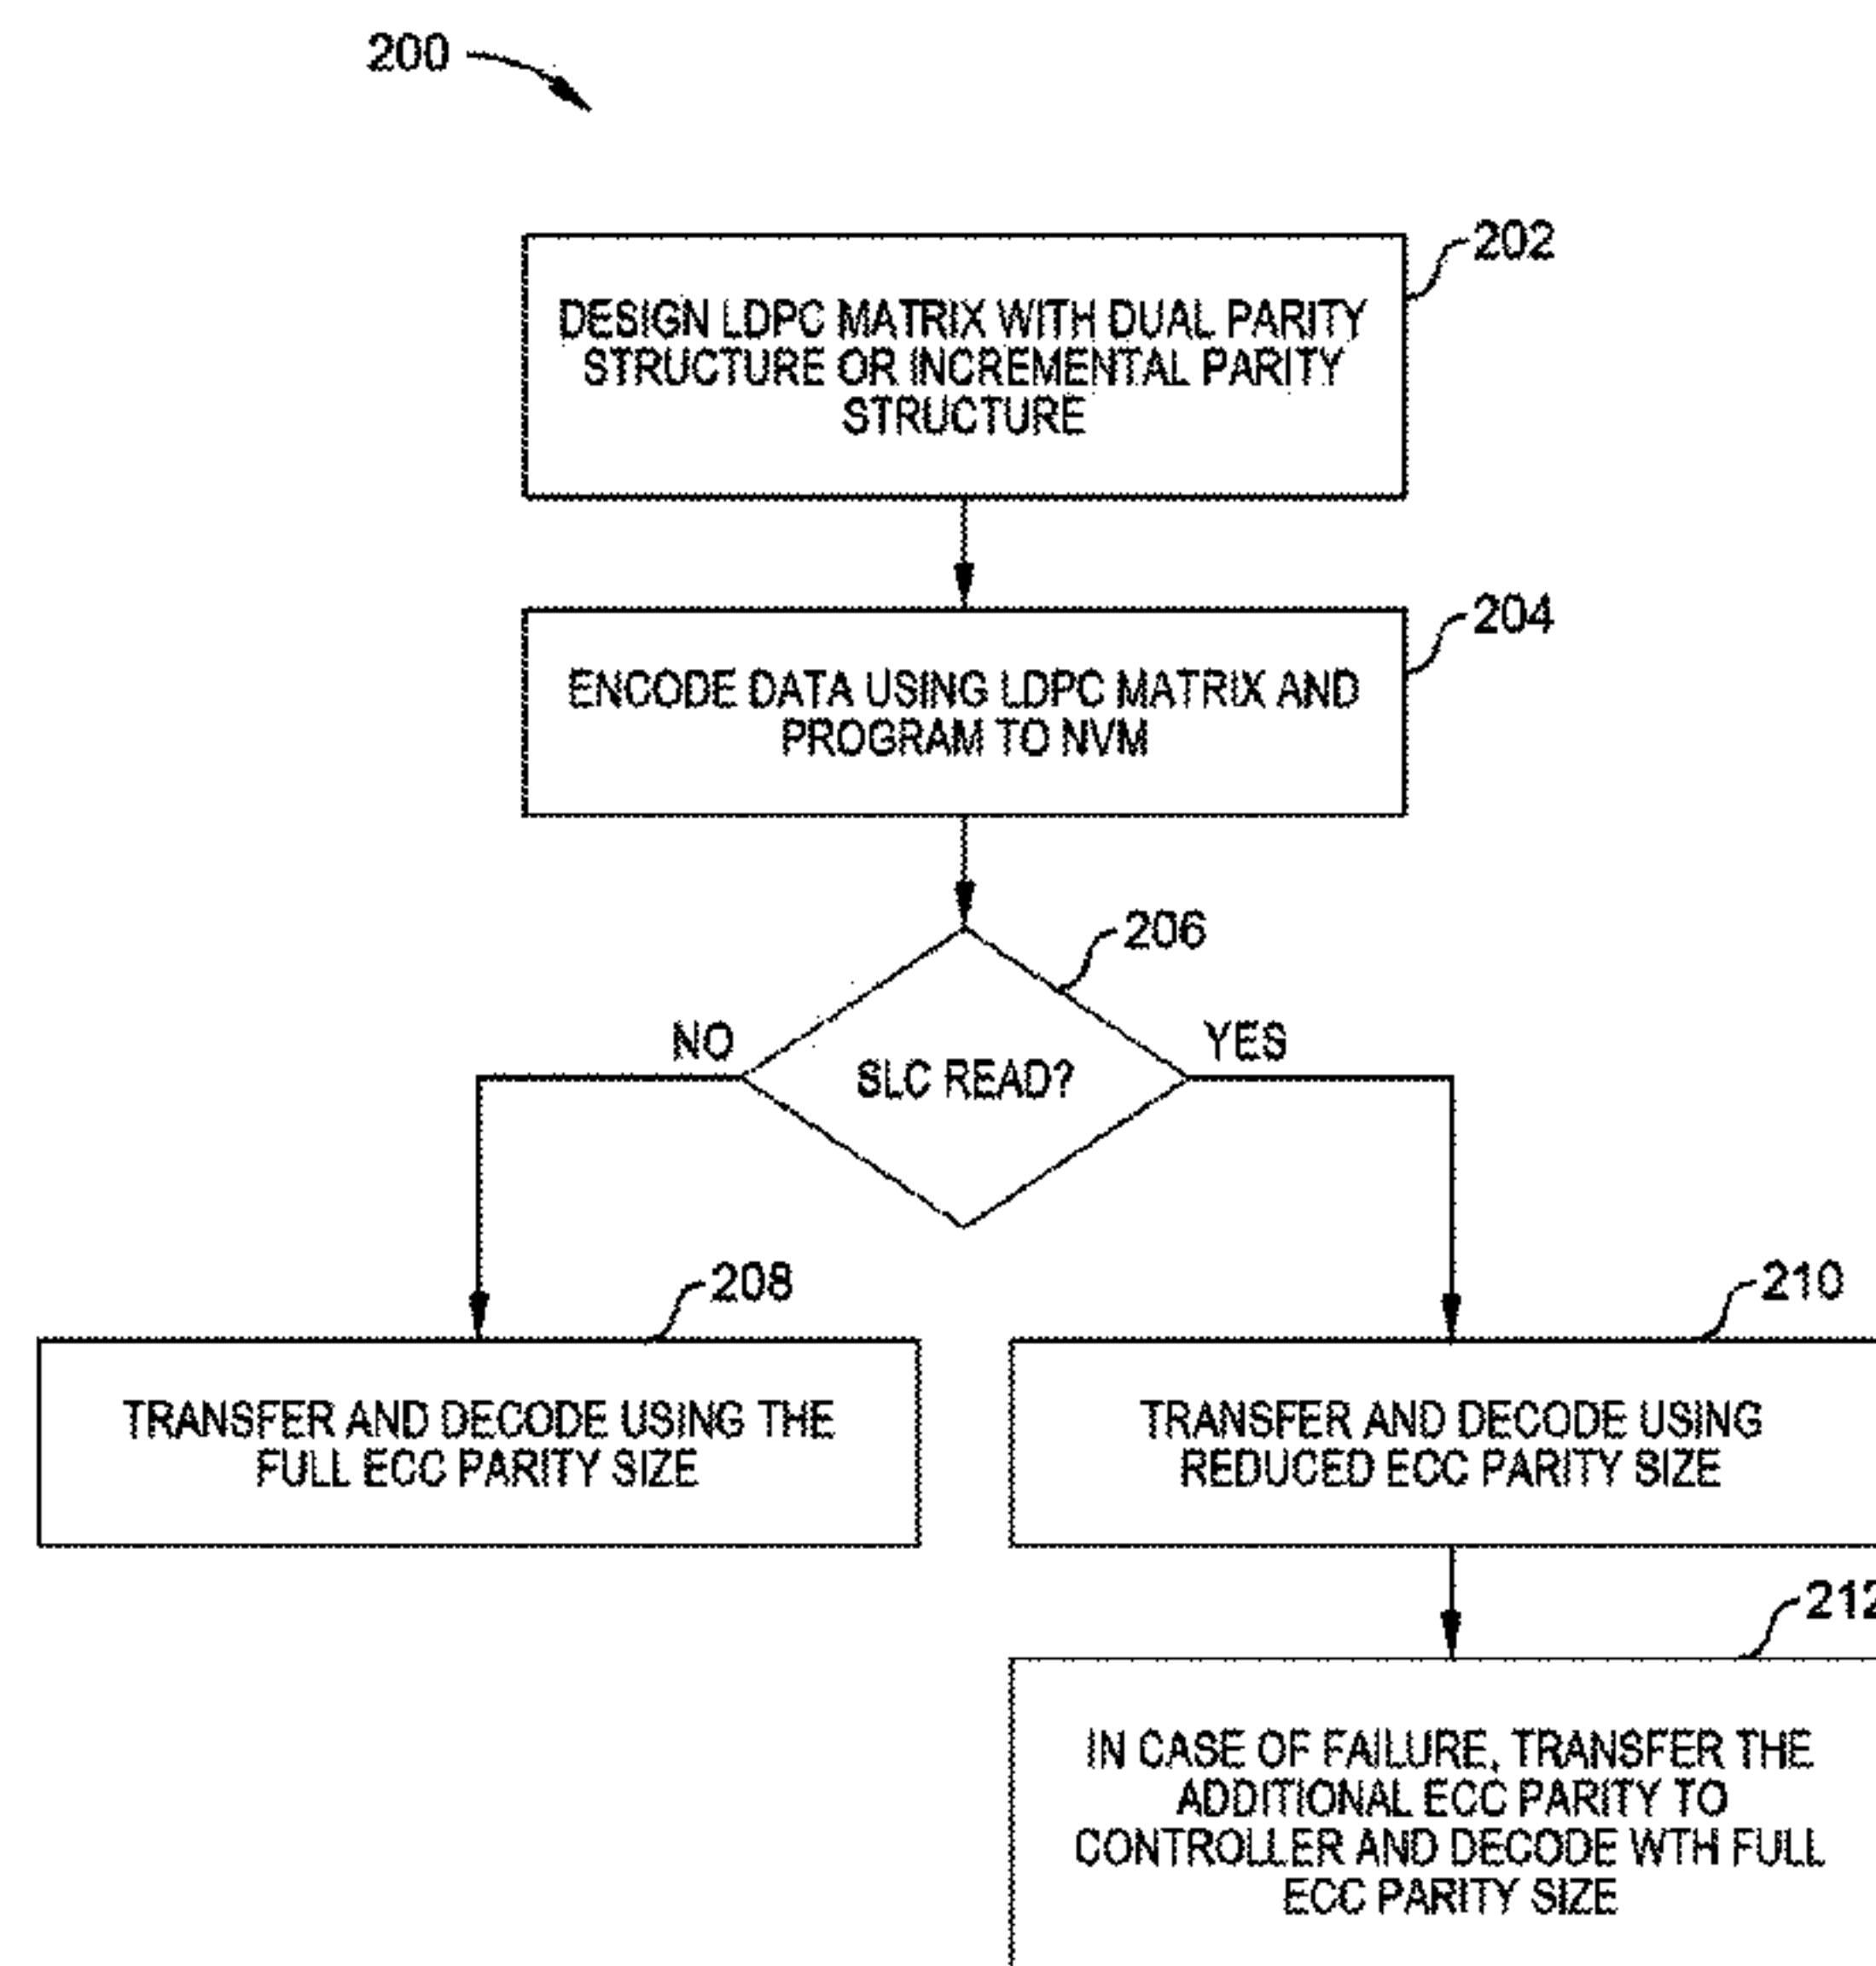 200
202
DESIGN LDPC MATRIX WITH DUAL PARITY
STRUCTURE OR INCREMENTAL PARITY
STRUCTURE
204
ENCODE DATA USING LDPC MATRIX AND
PROGRAM TO NVM
206
NO
YES
SLC READ?
208
210
TRANSFER AND DECODE USING THE
FULL ECC PARITY SIZE
TRANSFER AND DECODE USING
REDUCED ECC PARITY SIZE
212
IN CASE OF FAILURE, TRANSFER THE
ADDITIONAL ECC PARITY TO
CONTROLLER AND DECODE WTH FULL
ECC PARITY SIZE